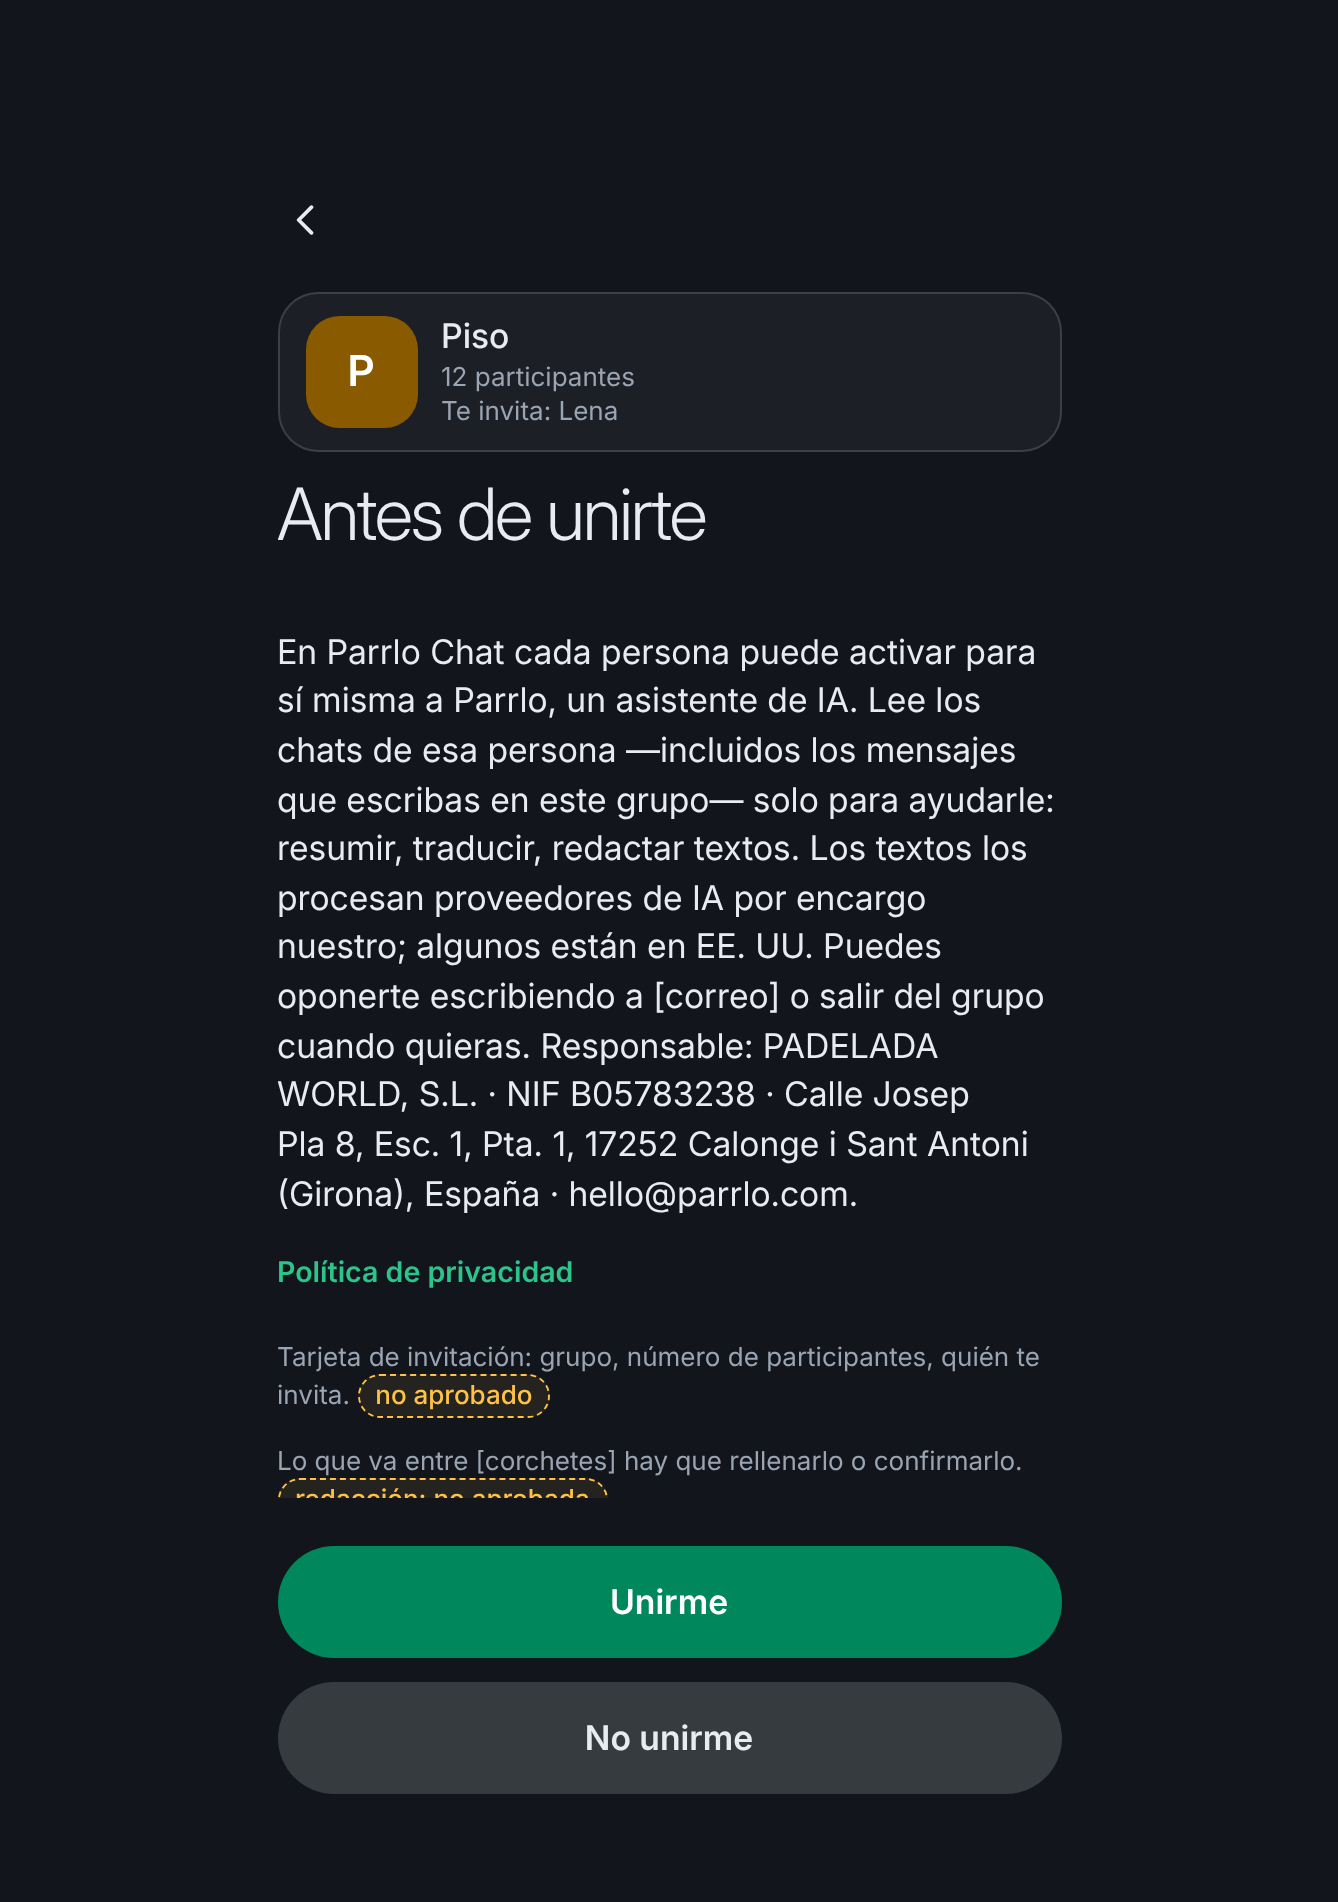 P
Piso
12 participantes
Te invita: Lena
Antes de unirte
En Parrlo Chat cada persona puede activar para
sí misma a Parrlo, un asistente de IA. Lee los
chats de esa persona —incluidos los mensajes
que escribas en este grupo— solo para ayudarle:
resumir, traducir, redactar textos. Los textos los
procesan proveedores de IA por encargo
nuestro; algunos están en EE. UU. Puedes
oponerte escribiendo a [correo] o salir del grupo
cuando quieras. Responsable: PADELADA
WORLD, S.L. · NIF B05783238 · Calle Josep
Pla 8, Esc. 1, Pta. 1, 17252 Calonge i Sant Antoni
(Girona), España · hello@parrlo.com.
Política de privacidad
Tarjeta de invitación: grupo, número de participantes, quién te
invita. no aprobado
Lo que va entre [corchetes] hay que rellenarlo o confirmarlo.
redacción: no aprobada
Unirme
No unirme